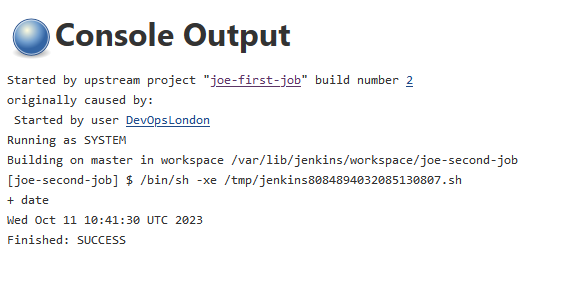 Console Output
Started by upstream project "joe-first-job" build number 2
originally caused by:
 Started by user DevOpsLondon
Running as SYSTEM
Building on master in workspace /var/lib/jenkins/workspace/joe-second-job
[joe-second-job] $ /bin/sh -xe /tmp/jenkins8084894032085130807.sh
+ date
Wed Oct 11 10:41:30 UTC 2023
Finished: SUCCESS